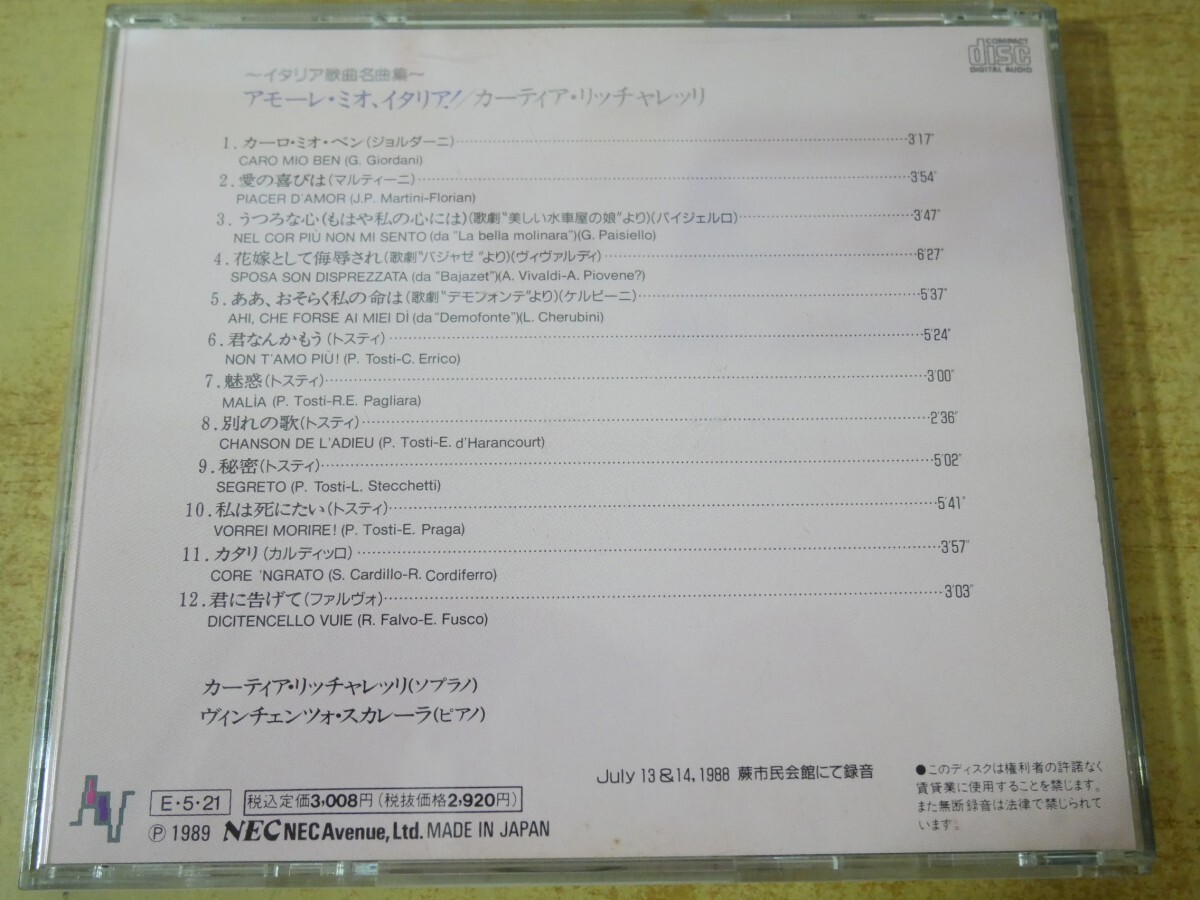 COMPACT
disc
DIGITAL AUDIO
～イタリア歌曲名曲集～
アモーレ・ミオ、イタリア!/カーティア・リッチャレッリ
1. カーロ・ミオ・ベン(ジョルダーニ)……3'17"
CARO MIO BEN (G. Giordani)
2. 愛の喜びは(マルティーニ)……3'54"
PIACER D'AMOR (J.P. Martini-Florian)
3. うつろな心(もはや私の心には)(歌劇"美しい水車屋の娘"より)(パイジェルロ)……3'47"
NEL COR PIÙ NON MI SENTO (da "La bella molinara")(G. Paisiello)
4. 花嫁として侮辱され(歌劇"バジャゼ"より)(ヴィヴァルディ)……6'27"
SPOSA SON DISPREZZATA (da "Bajazet")(A. Vivaldi-A. Piovene?)
5. ああ、おそらく私の命は(歌劇"デモフォンテ"より)(ケルビーニ)……5'37"
AHI, CHE FORSE AI MIEI DÌ (da "Demofonte")(L. Cherubini)
6. 君なんかもう(トスティ)……5'24"
NON T'AMO PIÙ! (P. Tosti-C. Errico)
7. 魅惑(トスティ)……3'00"
MALÌA (P. Tosti-R.E. Pagliara)
8. 別れの歌(トスティ)……2'36"
CHANSON DE L'ADIEU (P. Tosti-E. d'Harancourt)
9. 秘密(トスティ)……5'02"
SEGRETO (P. Tosti-L. Stecchetti)
10. 私は死にたい(トスティ)……5'41"
VORREI MORIRE! (P. Tosti-E. Praga)
11. カタリ(カルディッロ)……3'57"
CORE 'NGRATO (S. Cardillo-R. Cordiferro)
12. 君に告げて(ファルヴォ)……3'03"
DICITENCELLO VUIE (R. Falvo-E. Fusco)
カーティア・リッチャレッリ(ソプラノ)
ヴィンチェンツォ・スカレーラ(ピアノ)
July 13&14, 1988 蕨市民会館にて録音
●このディスクは権利者の許諾なく
賃貸業に使用することを禁じます。
また無断録音は法律で禁じられて
います。
E・5・21 税込定価3,008円(税抜価格2,920円)
Ⓟ 1989 NEC NEC Avenue, Ltd. MADE IN JAPAN